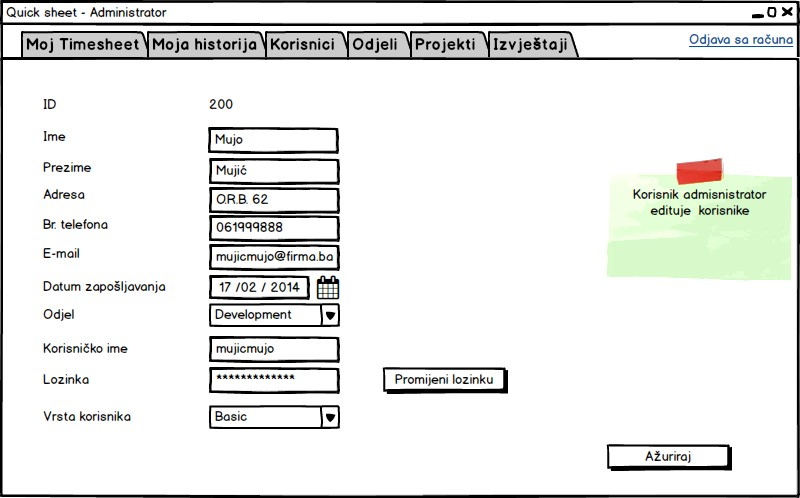 Quick sheet - Administrator
Moj Timesheet Moja historija Korisnici Odjeli Projekti Izvještaji
Odjava sa računa
ID 200
Ime Mujo
Prezime Mujić
Adresa O.R.B. 62
Br. telefona 061999888
E-mail mujicmujo@firma.ba
Datum zapošljavanja 17 /02 / 2014
Odjel Development
Korisničko ime mujicmujo
Lozinka ************* Promijeni lozinku
Vrsta korisnika Basic
Ažuriraj
Korisnik admisnistrator
edituje korisnike